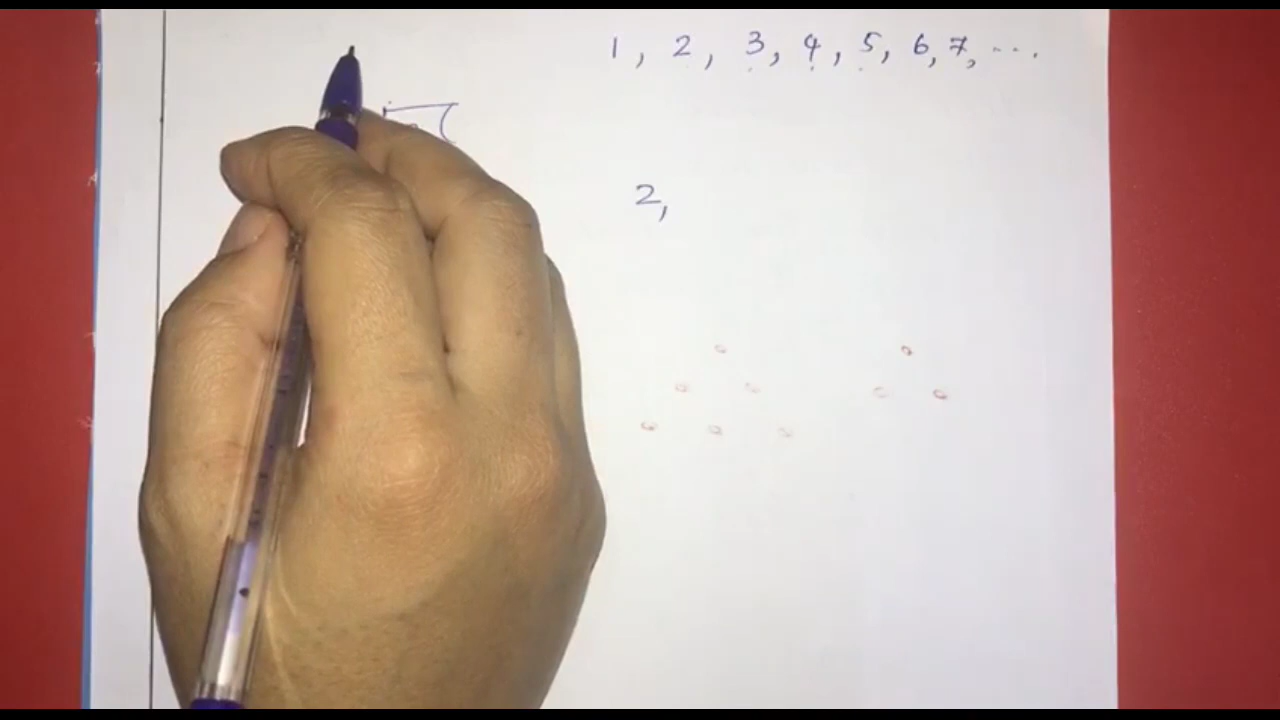 1, 2, 3, 4, 5, 6, 7, ...
2,